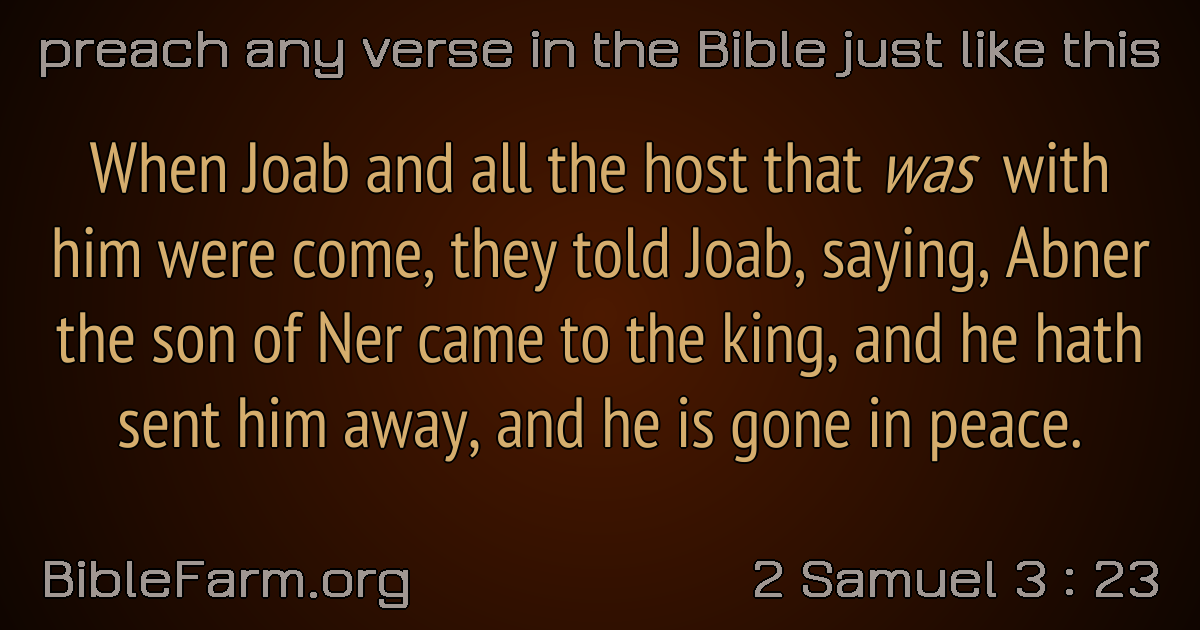 preach any verse in the Bible just like this
When Joab and all the host that was with
him were come, they told Joab, saying, Abner
the son of Ner came to the king, and he hath
sent him away, and he is gone in peace.
BibleFarm.org
2 Samuel 3 : 23